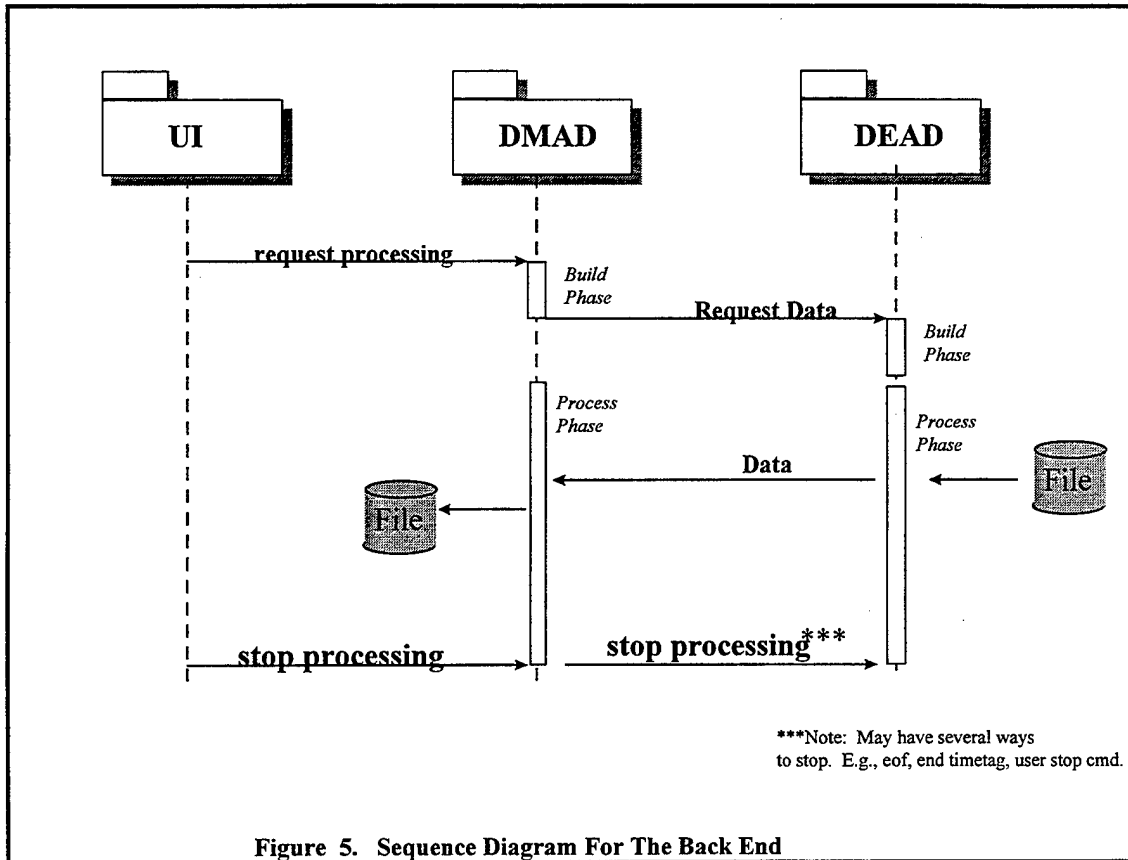 UI
DMAD
DEAD
request processing
Build
Phase
Request Data
Build
Phase
Process
Phase
Process
Phase
Data
File
File
stop processing
stop processing***
***Note: May have several ways
to stop. E.g., eof, end timetag, user stop cmd.
Figure 5. Sequence Diagram For The Back End